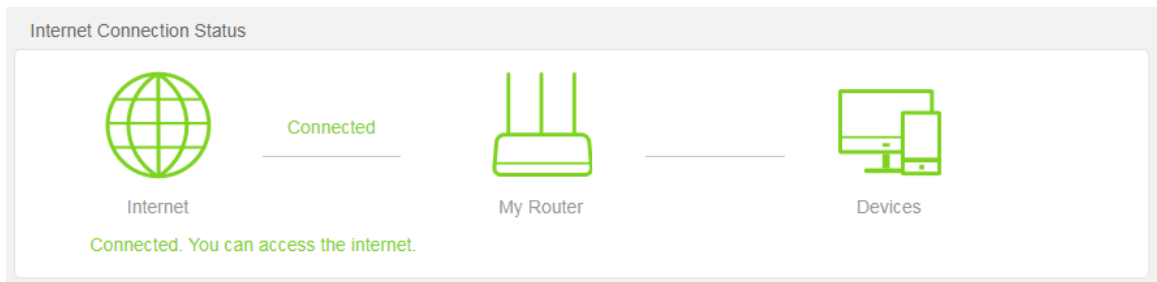 Internet Connection Status
Connected
Internet
My Router
Devices
Connected. You can access the internet.